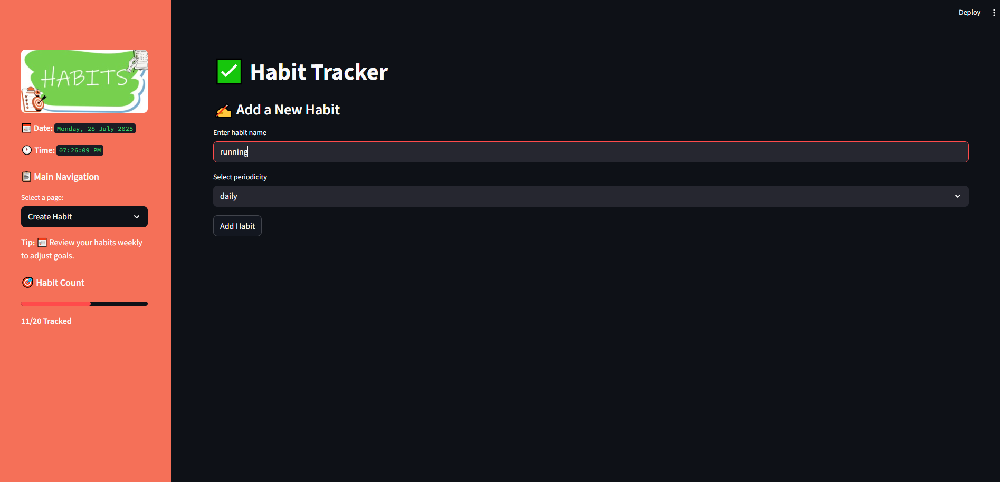 Deploy
HABITS
Date: Monday, 28 July 2025
Time: 07:26:09 PM
Main Navigation
Select a page:
Create Habit
Tip: Review your habits weekly
to adjust goals.
Habit Count
11/20 Tracked
Habit Tracker
Add a New Habit
Enter habit name
running
Select periodicity
daily
Add Habit